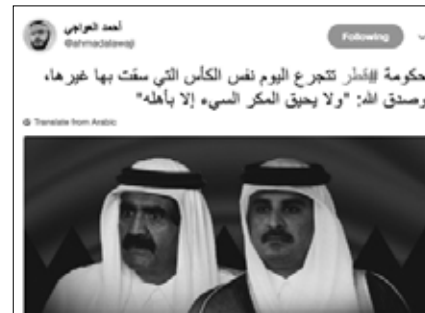 أحمد العواجي
@ahmadalawaji
Following
حكومة #قطر تتجرع اليوم نفس الكأس التي سقت بها غيرها،
وصدق الله: "ولا يحيق المكر السيء إلا بأهله"
Translate from Arabic